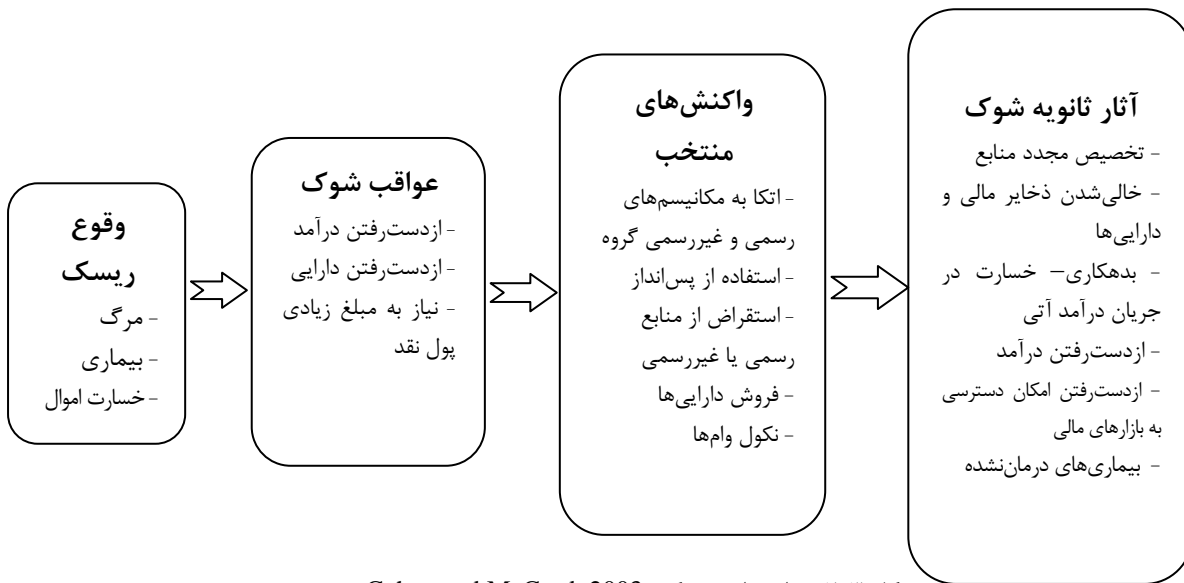 وقوع
ریسک
- مرگ
- بیماری
- خسارت اموال
عواقب شوک
- ازدست‌رفتن درآمد
- ازدست‌رفتن دارایی
- نیاز به مبلغ زیادی
پول نقد
واکنش‌های
منتخب
- اتکا به مکانیسم‌های
رسمی و غیررسمی گروه
- استفاده از پس‌انداز
- استقراض از منابع
رسمی یا غیررسمی
- فروش دارایی‌ها
- نکول وام‌ها
آثار ثانویه شوک
- تخصیص مجدد منابع
- خالی‌شدن ذخایر مالی و
دارایی‌ها
- بدهکاری– خسارت در
جریان درآمد آتی
- ازدست‌رفتن درآمد
- ازدست‌رفتن امکان دسترسی
به بازارهای مالی
- بیماری‌های درمان‌نشده
2003